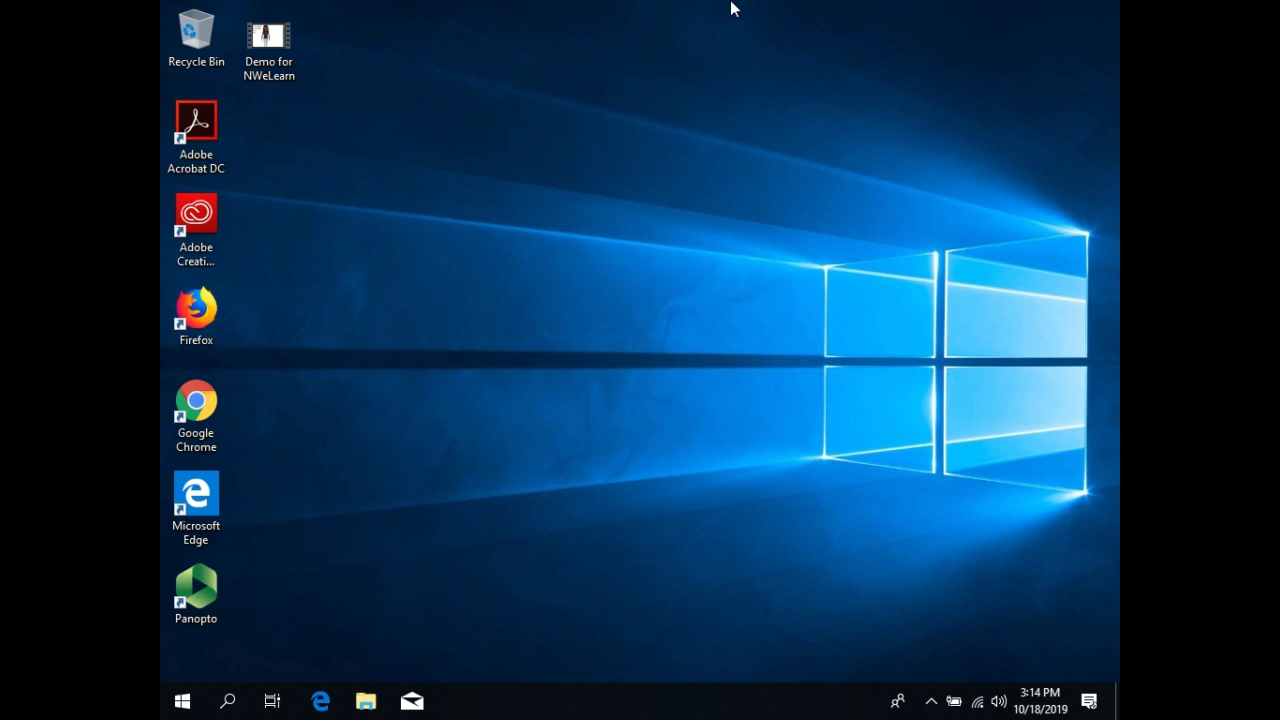 Recycle Bin
Demo for
NWeLearn
Adobe
Acrobat DC
Adobe
Creati...
Firefox
Google
Chrome
Microsoft
Edge
Panopto
3:14 PM
10/18/2019